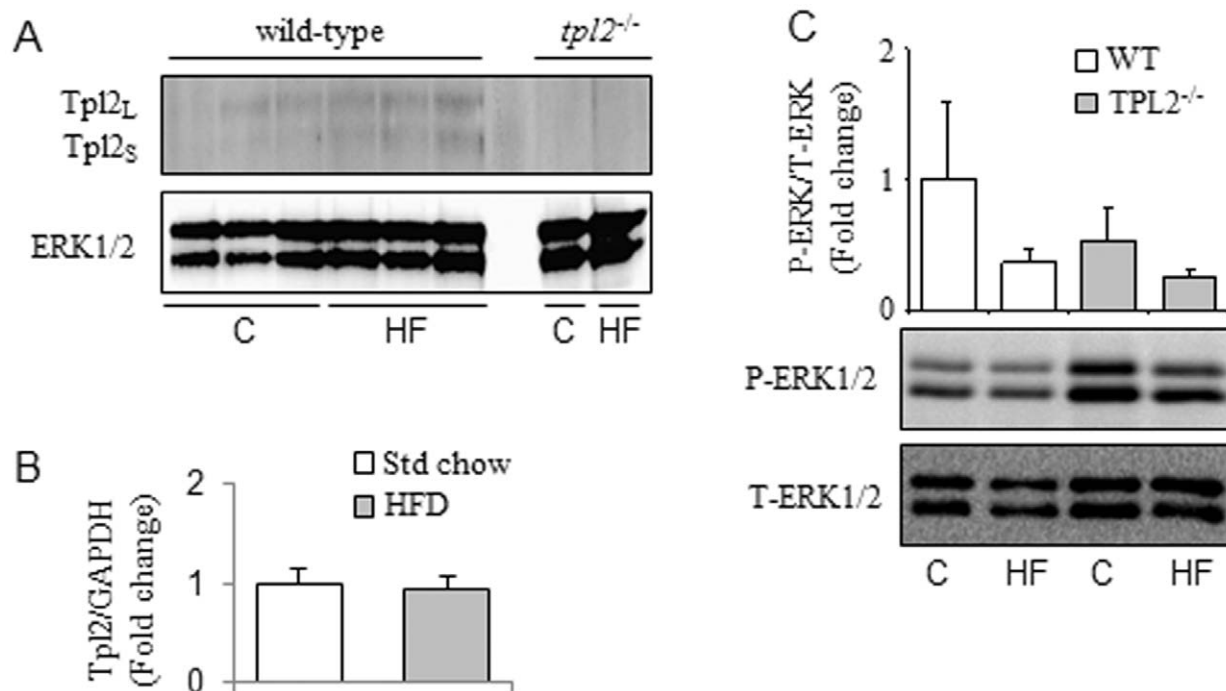 A
wild-type
tpl2-/-
Tpl2L
Tpl2S
ERK1/2
C
HF
C
HF
B
Std chow
HFD
Tpl2/GAPDH
(Fold change)
2
1
0
C
WT
TPL2-/-
P-ERK/T-ERK
(Fold change)
2
1
0
P-ERK1/2
T-ERK1/2
C
HF
C
HF